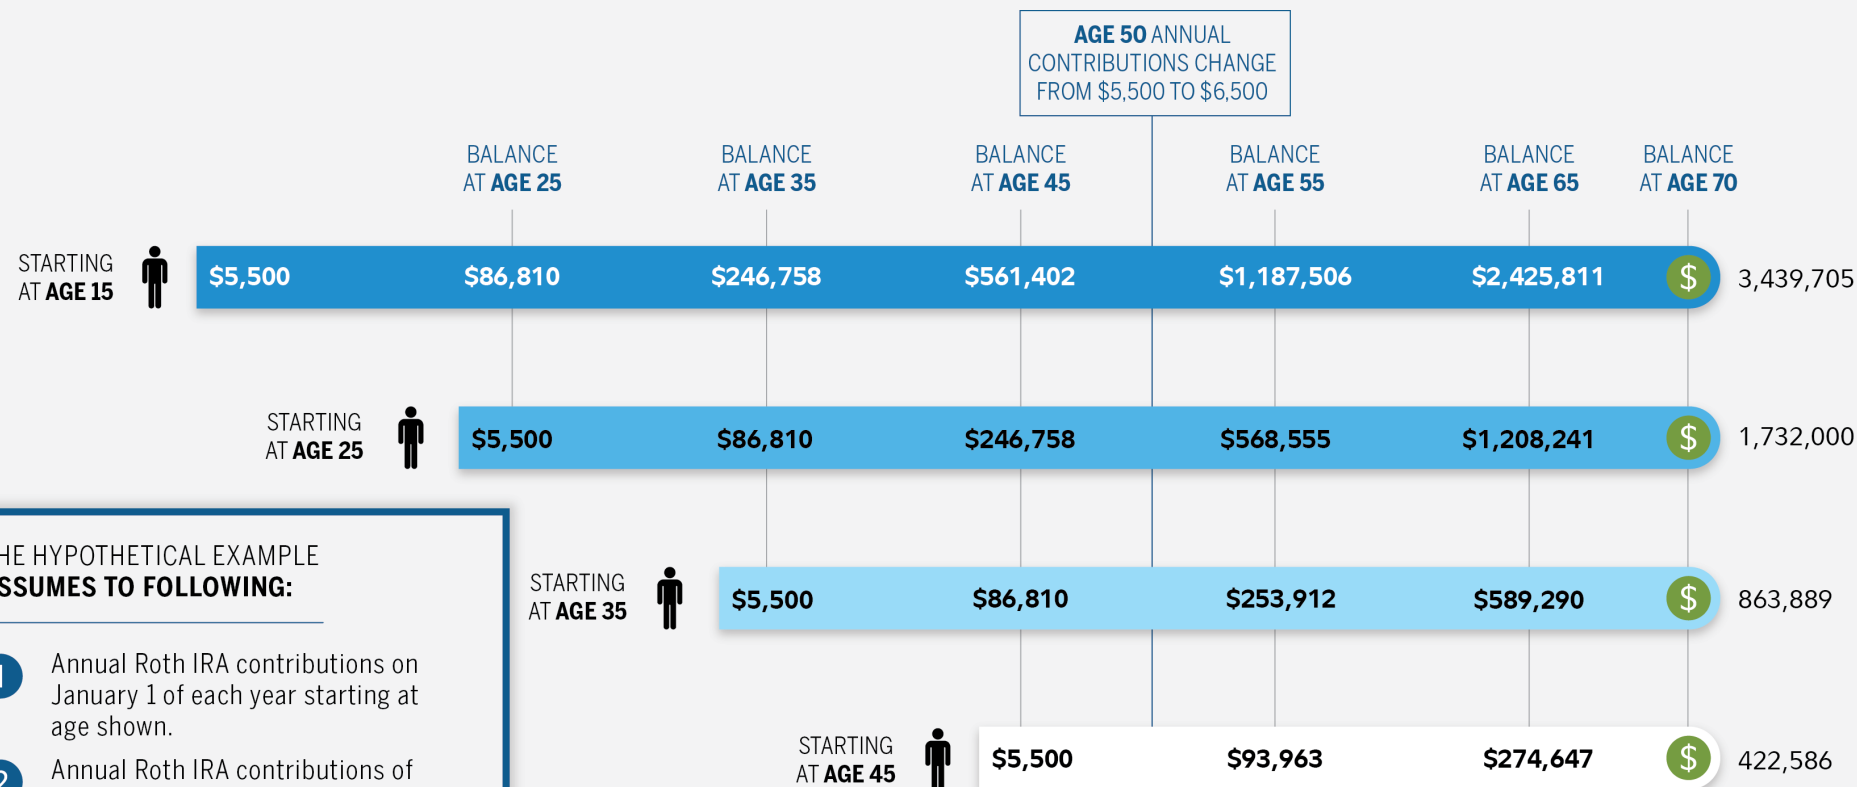 AGE 50 ANNUAL
CONTRIBUTIONS CHANGE
FROM $5,500 TO $6,500
BALANCE
AT AGE 25
BALANCE
AT AGE 35
BALANCE
AT AGE 45
BALANCE
AT AGE 55
BALANCE
AT AGE 65
BALANCE
AT AGE 70
STARTING
AT AGE 15
$5,500 $86,810 $246,758 $561,402 $1,187,506 $2,425,811 $ 3,439,705
STARTING
AT AGE 25
$5,500 $86,810 $246,758 $568,555 $1,208,241 $ 1,732,000
STARTING
AT AGE 35
$5,500 $86,810 $253,912 $589,290 $ 863,889
STARTING
AT AGE 45
$5,500 $93,963 $274,647 $ 422,586
HE HYPOTHETICAL EXAMPLE
SSUMES TO FOLLOWING:
1 Annual Roth IRA contributions on
January 1 of each year starting at
age shown.
2 Annual Roth IRA contributions of